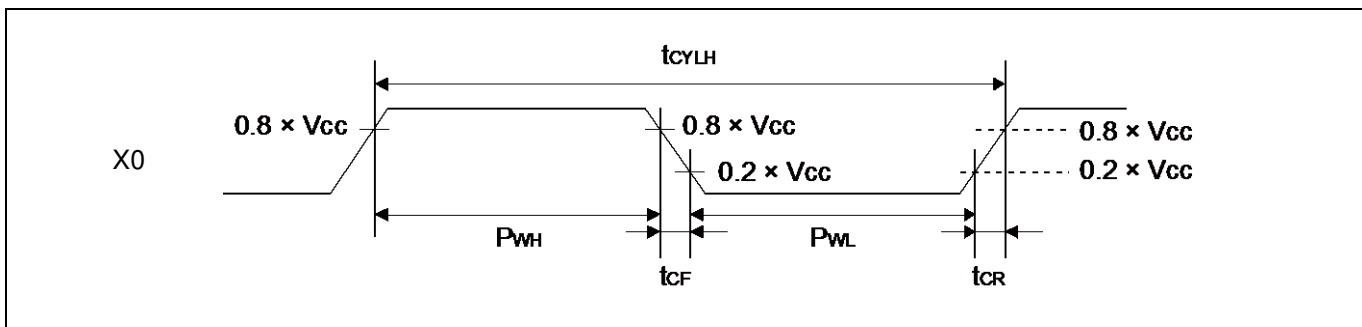 tCYLH
0.8 × VCC
0.8 × VCC
0.8 × VCC
X0
0.2 × VCC
0.2 × VCC
PWH
PWL
tCF
tCR